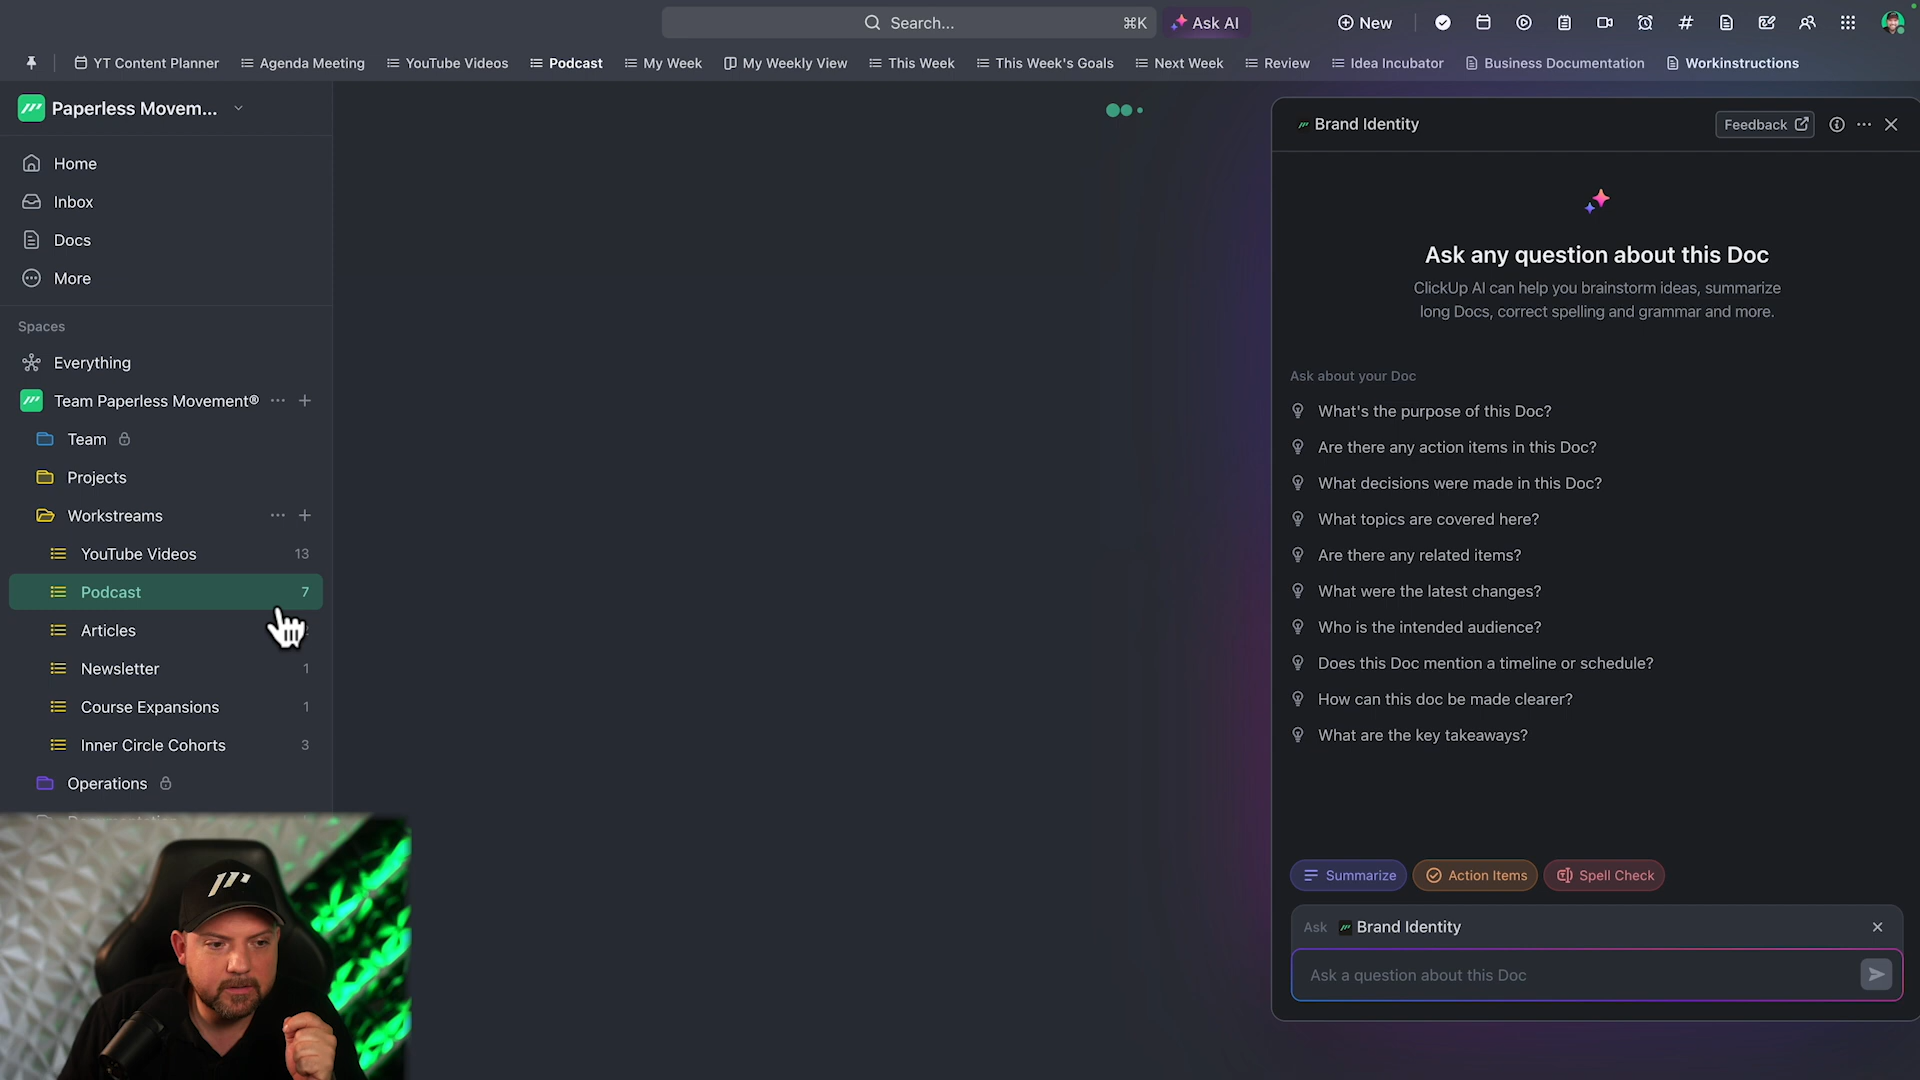 Search...
⌘K
Ask AI
New
YT Content Planner
Agenda Meeting
YouTube Videos
Podcast
My Week
My Weekly View
This Week
This Week's Goals
Next Week
Review
Idea Incubator
Business Documentation
Workinstructions
Paperless Movem...
Home
Inbox
Docs
More
Spaces
Everything
Team Paperless Movement®
Team
Projects
Workstreams
YouTube Videos 13
Podcast 7
Articles
Newsletter 1
Course Expansions 1
Inner Circle Cohorts 3
Operations
Brand Identity
Feedback
Ask any question about this Doc
ClickUp AI can help you brainstorm ideas, summarize
long Docs, correct spelling and grammar and more.
Ask about your Doc
What's the purpose of this Doc?
Are there any action items in this Doc?
What decisions were made in this Doc?
What topics are covered here?
Are there any related items?
What were the latest changes?
Who is the intended audience?
Does this Doc mention a timeline or schedule?
How can this doc be made clearer?
What are the key takeaways?
Summarize
Action Items
Spell Check
Ask Brand Identity
Ask a question about this Doc